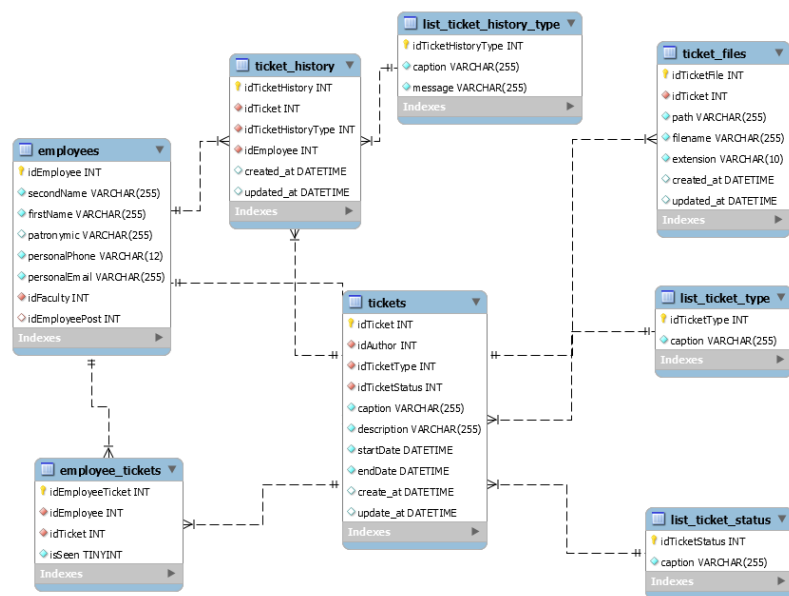 list_ticket_history_type
idTicketHistoryType INT
caption VARCHAR(255)
message VARCHAR(255)
Indexes
ticket_history
idTicketHistory INT
idTicket INT
idTicketHistoryType INT
idEmployee INT
created_at DATETIME
updated_at DATETIME
Indexes
ticket_files
idTicketFile INT
idTicket INT
path VARCHAR(255)
filename VARCHAR(255)
extension VARCHAR(10)
created_at DATETIME
updated_at DATETIME
Indexes
employees
idEmployee INT
secondName VARCHAR(255)
firstName VARCHAR(255)
patronymic VARCHAR(255)
personalPhone VARCHAR(12)
personalEmail VARCHAR(255)
idFaculty INT
idEmployeePost INT
Indexes
tickets
idTicket INT
idAuthor INT
idTicketType INT
idTicketStatus INT
caption VARCHAR(255)
description VARCHAR(255)
startDate DATETIME
endDate DATETIME
create_at DATETIME
update_at DATETIME
Indexes
list_ticket_type
idTicketType INT
caption VARCHAR(255)
Indexes
employee_tickets
idEmployeeTicket INT
idEmployee INT
idTicket INT
isSeen TINYINT
Indexes
list_ticket_status
idTicketStatus INT
caption VARCHAR(255)
Indexes